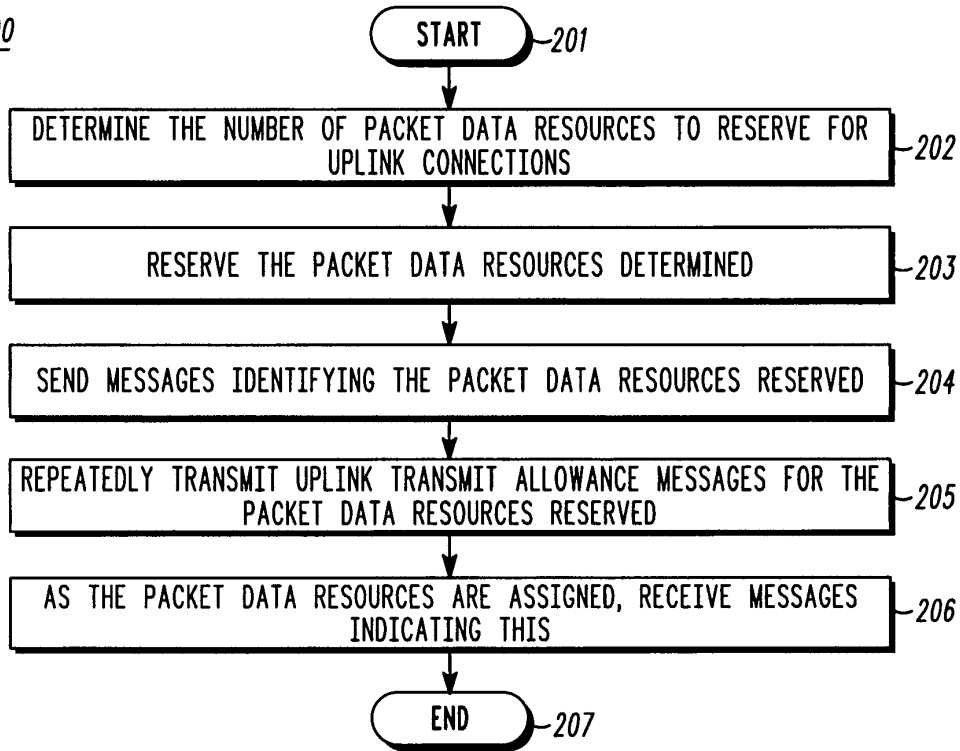 START
201
DETERMINE THE NUMBER OF PACKET DATA RESOURCES TO RESERVE FOR
UPLINK CONNECTIONS
202
RESERVE THE PACKET DATA RESOURCES DETERMINED
203
SEND MESSAGES IDENTIFYING THE PACKET DATA RESOURCES RESERVED
204
REPEATEDLY TRANSMIT UPLINK TRANSMIT ALLOWANCE MESSAGES FOR THE
PACKET DATA RESOURCES RESERVED
205
AS THE PACKET DATA RESOURCES ARE ASSIGNED, RECEIVE MESSAGES
INDICATING THIS
206
END
207